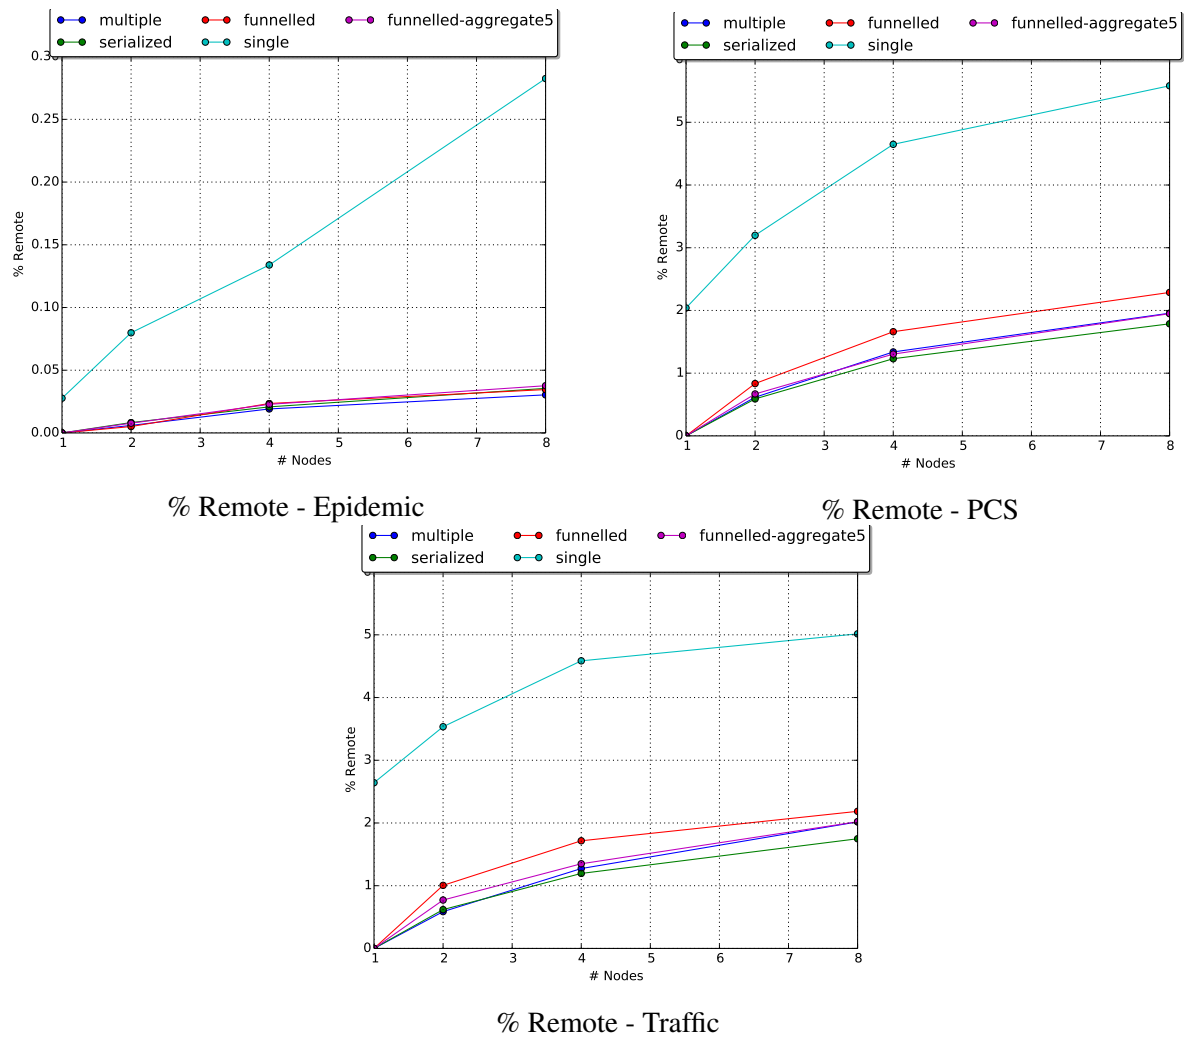 multiple funnelled funnelled-aggregate5
serialized single
0.25
0.20
0.15
0.10
0.05
0.00
% Remote
1 2 3 4 5 6 7 8
# Nodes
% Remote - Epidemic
multiple funnelled funnelled-aggregate5
serialized single
5
4
3
2
1
0
% Remote
1 2 3 4 5 6 7 8
# Nodes
% Remote - PCS
multiple funnelled funnelled-aggregate5
serialized single
5
4
3
2
1
0
% Remote
1 2 3 4 5 6 7 8
# Nodes
% Remote - Traffic